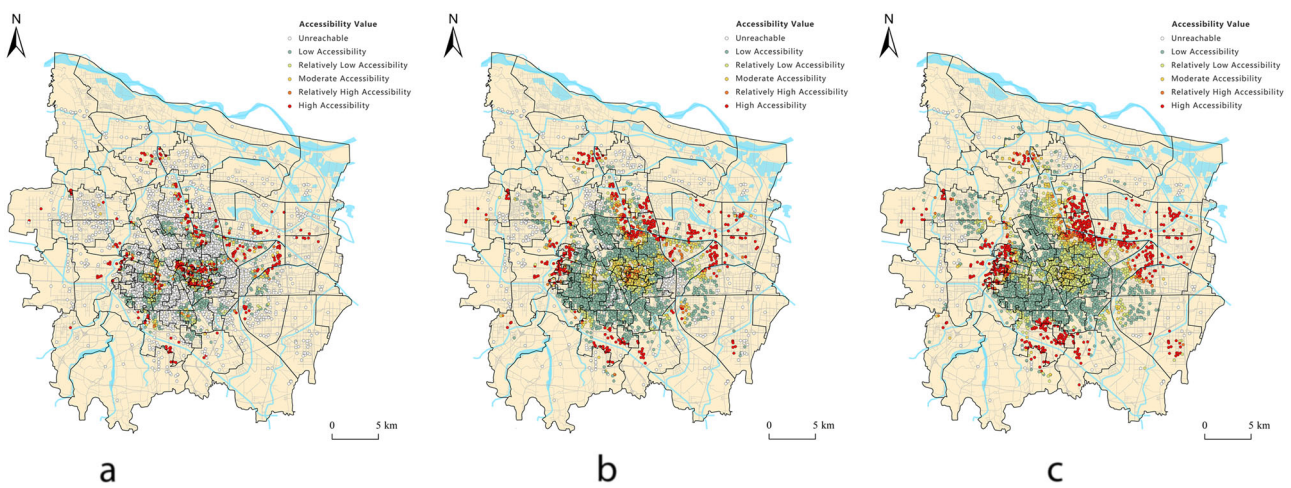 N
Accessibility Value
Unreachable
Low Accessibility
Relatively Low Accessibility
Moderate Accessibility
Relatively High Accessibility
High Accessibility
0 5 km
a
N
Accessibility Value
Unreachable
Low Accessibility
Relatively Low Accessibility
Moderate Accessibility
Relatively High Accessibility
High Accessibility
0 5 km
b
N
Accessibility Value
Unreachable
Low Accessibility
Relatively Low Accessibility
Moderate Accessibility
Relatively High Accessibility
High Accessibility
0 5 km
c